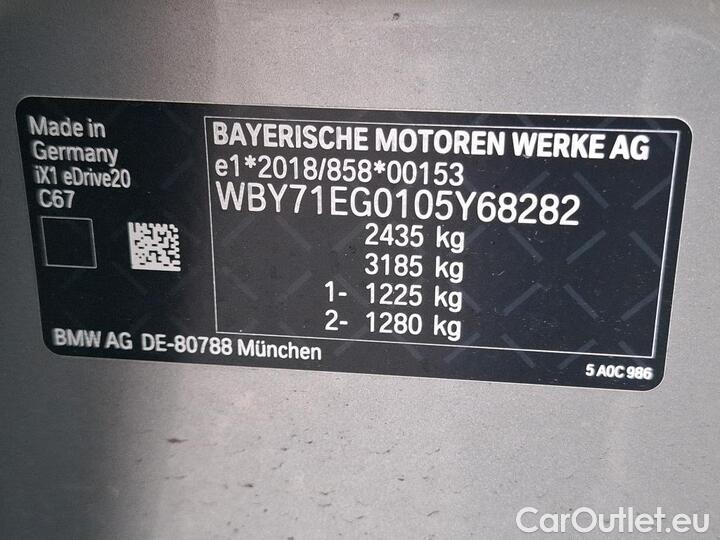 Made in
Germany
iX1 eDrive20
C67
BAYERISCHE MOTOREN WERKE AG
e1*2018/858*00153
WBY71EG0105Y68282
2435 kg
3185 kg
1- 1225 kg
2- 1280 kg
BMW AG DE-80788 München
5 A0C 986
CarOutlet.eu